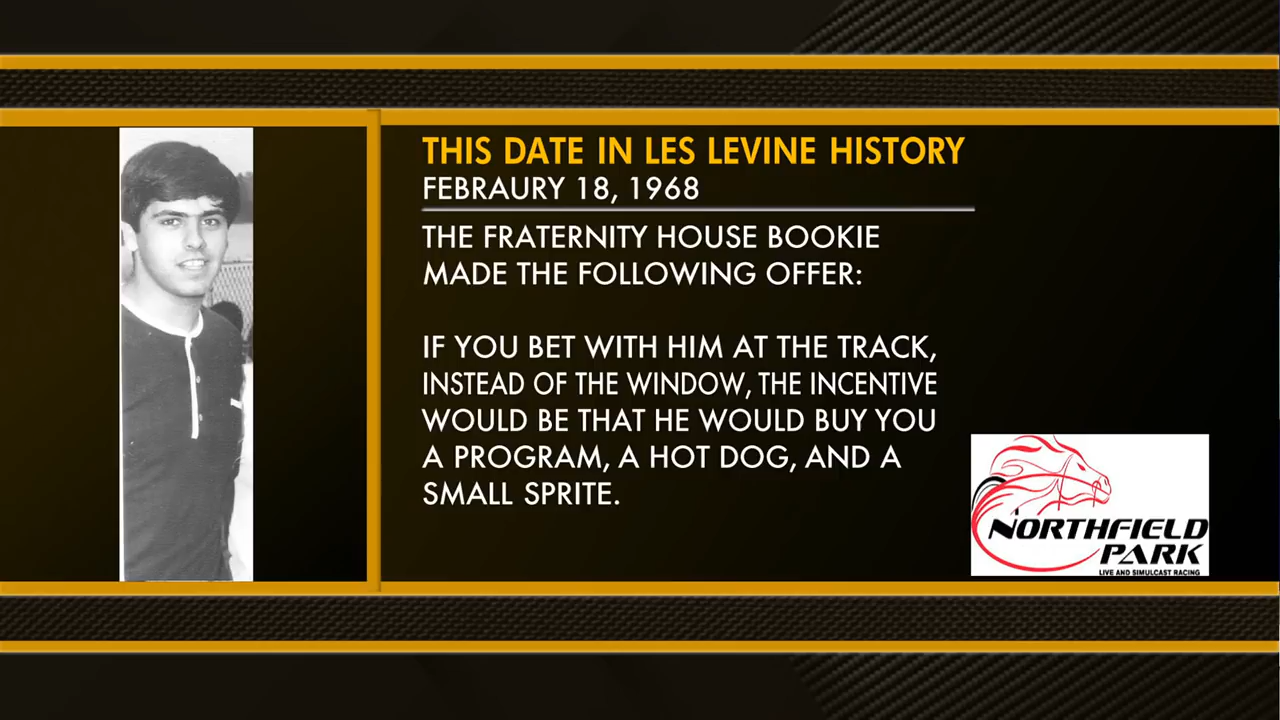 THIS DATE IN LES LEVINE HISTORY
FEBRAURY 18, 1968
THE FRATERNITY HOUSE BOOKIE
MADE THE FOLLOWING OFFER:
IF YOU BET WITH HIM AT THE TRACK,
INSTEAD OF THE WINDOW, THE INCENTIVE
WOULD BE THAT HE WOULD BUY YOU
A PROGRAM, A HOT DOG, AND A
SMALL SPRITE.
NORTHFIELD
PARK
LIVE AND SIMULCAST RACING